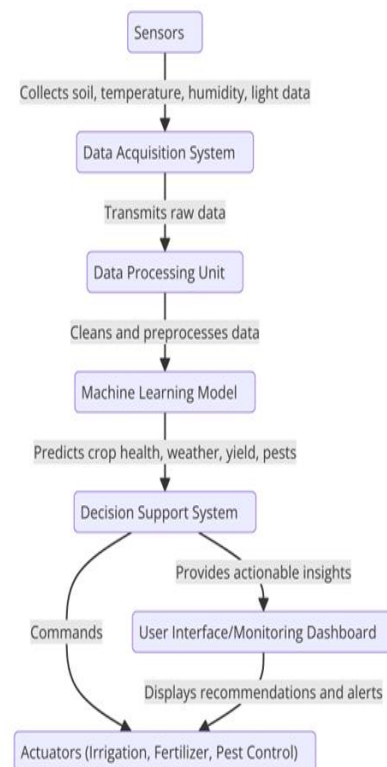 Sensors
Collects soil, temperature, humidity, light data
Data Acquisition System
Transmits raw data
Data Processing Unit
Cleans and preprocesses data
Machine Learning Model
Predicts crop health, weather, yield, pests
Decision Support System
Provides actionable insights
Commands
User Interface/Monitoring Dashboard
Displays recommendations and alerts
Actuators (Irrigation, Fertilizer, Pest Control)